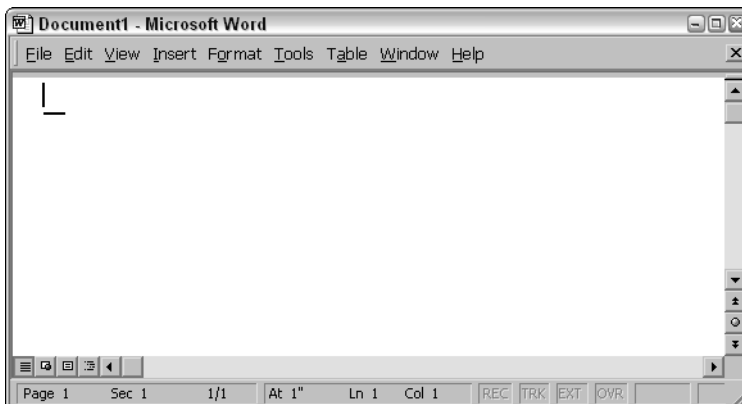 Document1 - Microsoft Word
File Edit View Insert Format Tools Table Window Help
Page 1 Sec 1 1/1 At 1" Ln 1 Col 1 REC TRK EXT OVR